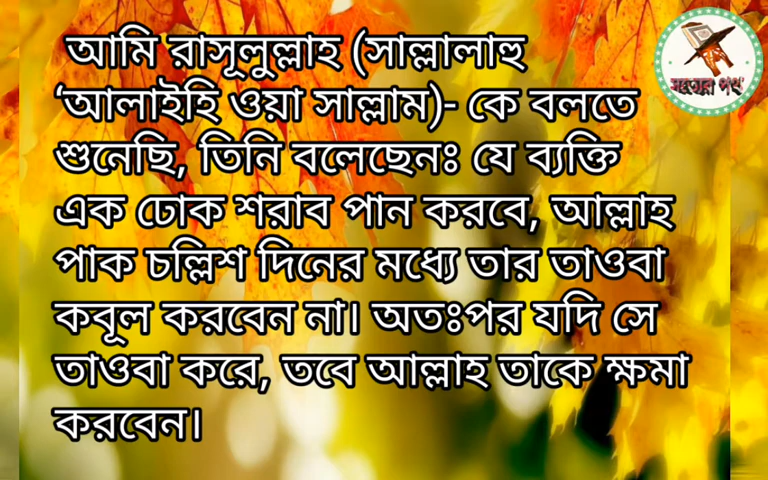 আমি রাসূলুল্লাহ (সাল্লালাহু
‘আলাইহি ওয়া সাল্লাম)- কে বলতে
শুনেছি, তিনি বলেছেনঃ যে ব্যক্তি
এক ঢোক শরাব পান করবে, আল্লাহ
পাক চল্লিশ দিনের মধ্যে তার তাওবা
কবূল করবেন না। অতঃপর যদি সে
তাওবা করে, তবে আল্লাহ তাকে ক্ষমা
করবেন।